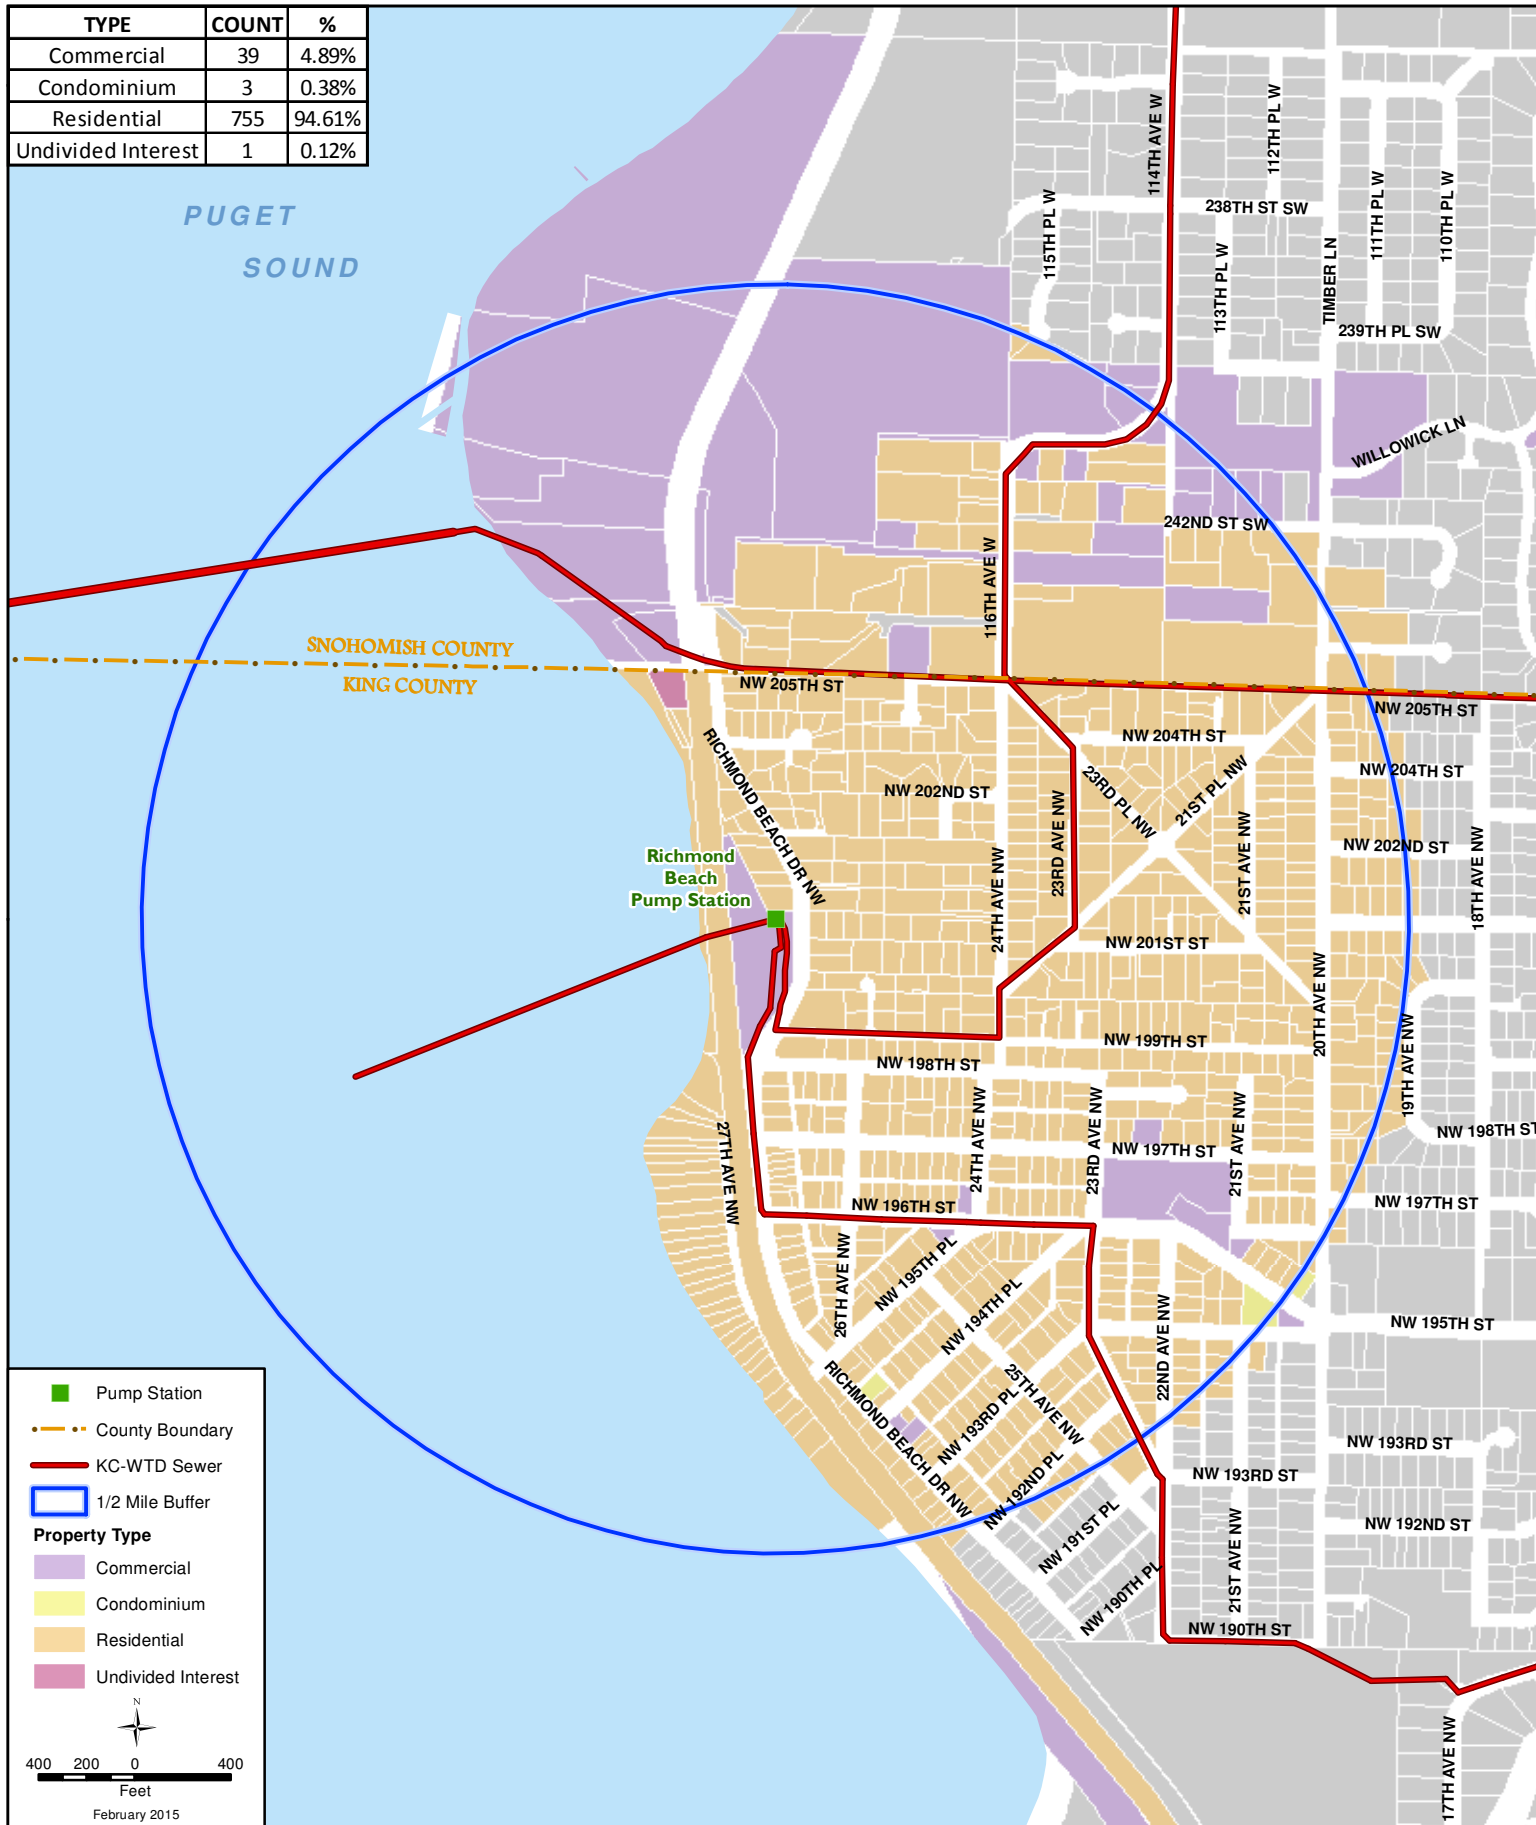 TYPE COUNT %
Commercial 39 4.89%
Condominium 3 0.38%
Residential 755 94.61%
Undivided Interest 1 0.12%
PUGET
SOUND
114TH AVE W
112TH PL W
115TH PL W
238TH ST SW
111TH PL W
110TH PL W
113TH PL W
TIMBER LN
239TH PL SW
WILLOWICK LN
242ND ST SW
116TH AVE W
SNOHOMISH COUNTY
KING COUNTY
NW 205TH ST
NW 205TH ST
RICHMOND BEACH DR NW
NW 204TH ST
NW 204TH ST
NW 202ND ST
23RD AVE NW
23RD PL NW
21ST PL NW
21ST AVE NW
NW 202ND ST
18TH AVE NW
Richmond
Beach
Pump Station
24TH AVE NW
NW 201ST ST
20TH AVE NW
19TH AVE NW
NW 199TH ST
NW 198TH ST
24TH AVE NW
23RD AVE NW
21ST AVE NW
NW 198TH ST
27TH AVE NW
NW 197TH ST
NW 197TH ST
NW 196TH ST
26TH AVE NW
NW 195TH PL
NW 194TH PL
22ND AVE NW
NW 195TH ST
RICHMOND BEACH DR NW
25TH AVE NW
NW 193RD PL
NW 192ND PL
NW 193RD ST
NW 193RD ST
NW 191ST PL
21ST AVE NW
NW 192ND ST
NW 190TH PL
NW 190TH ST
17TH AVE NW
Pump Station
County Boundary
KC-WTD Sewer
1/2 Mile Buffer
Property Type
Commercial
Condominium
Residential
Undivided Interest
N
400 200 0 400
Feet
February 2015